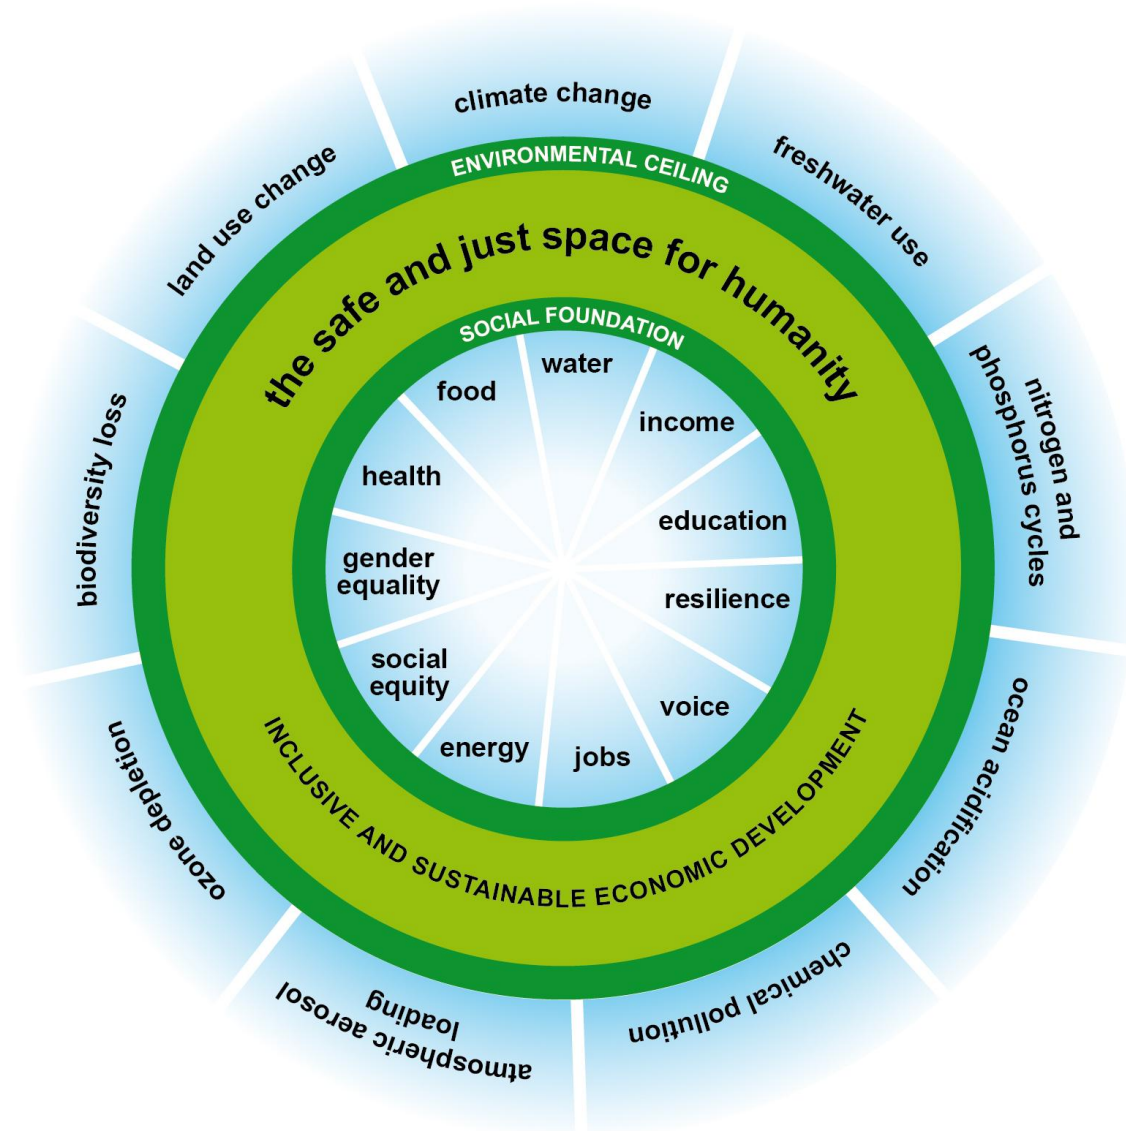 climate change
freshwater use
nitrogen and
phosphorus cycles
ocean acidification
chemical pollution
atmospheric aerosol
loading
ozone depletion
biodiversity loss
land use change
ENVIRONMENTAL CEILING
the safe and just space for humanity
SOCIAL FOUNDATION
water
income
education
resilience
voice
jobs
energy
social
equity
gender
equality
health
food
INCLUSIVE AND SUSTAINABLE ECONOMIC DEVELOPMENT